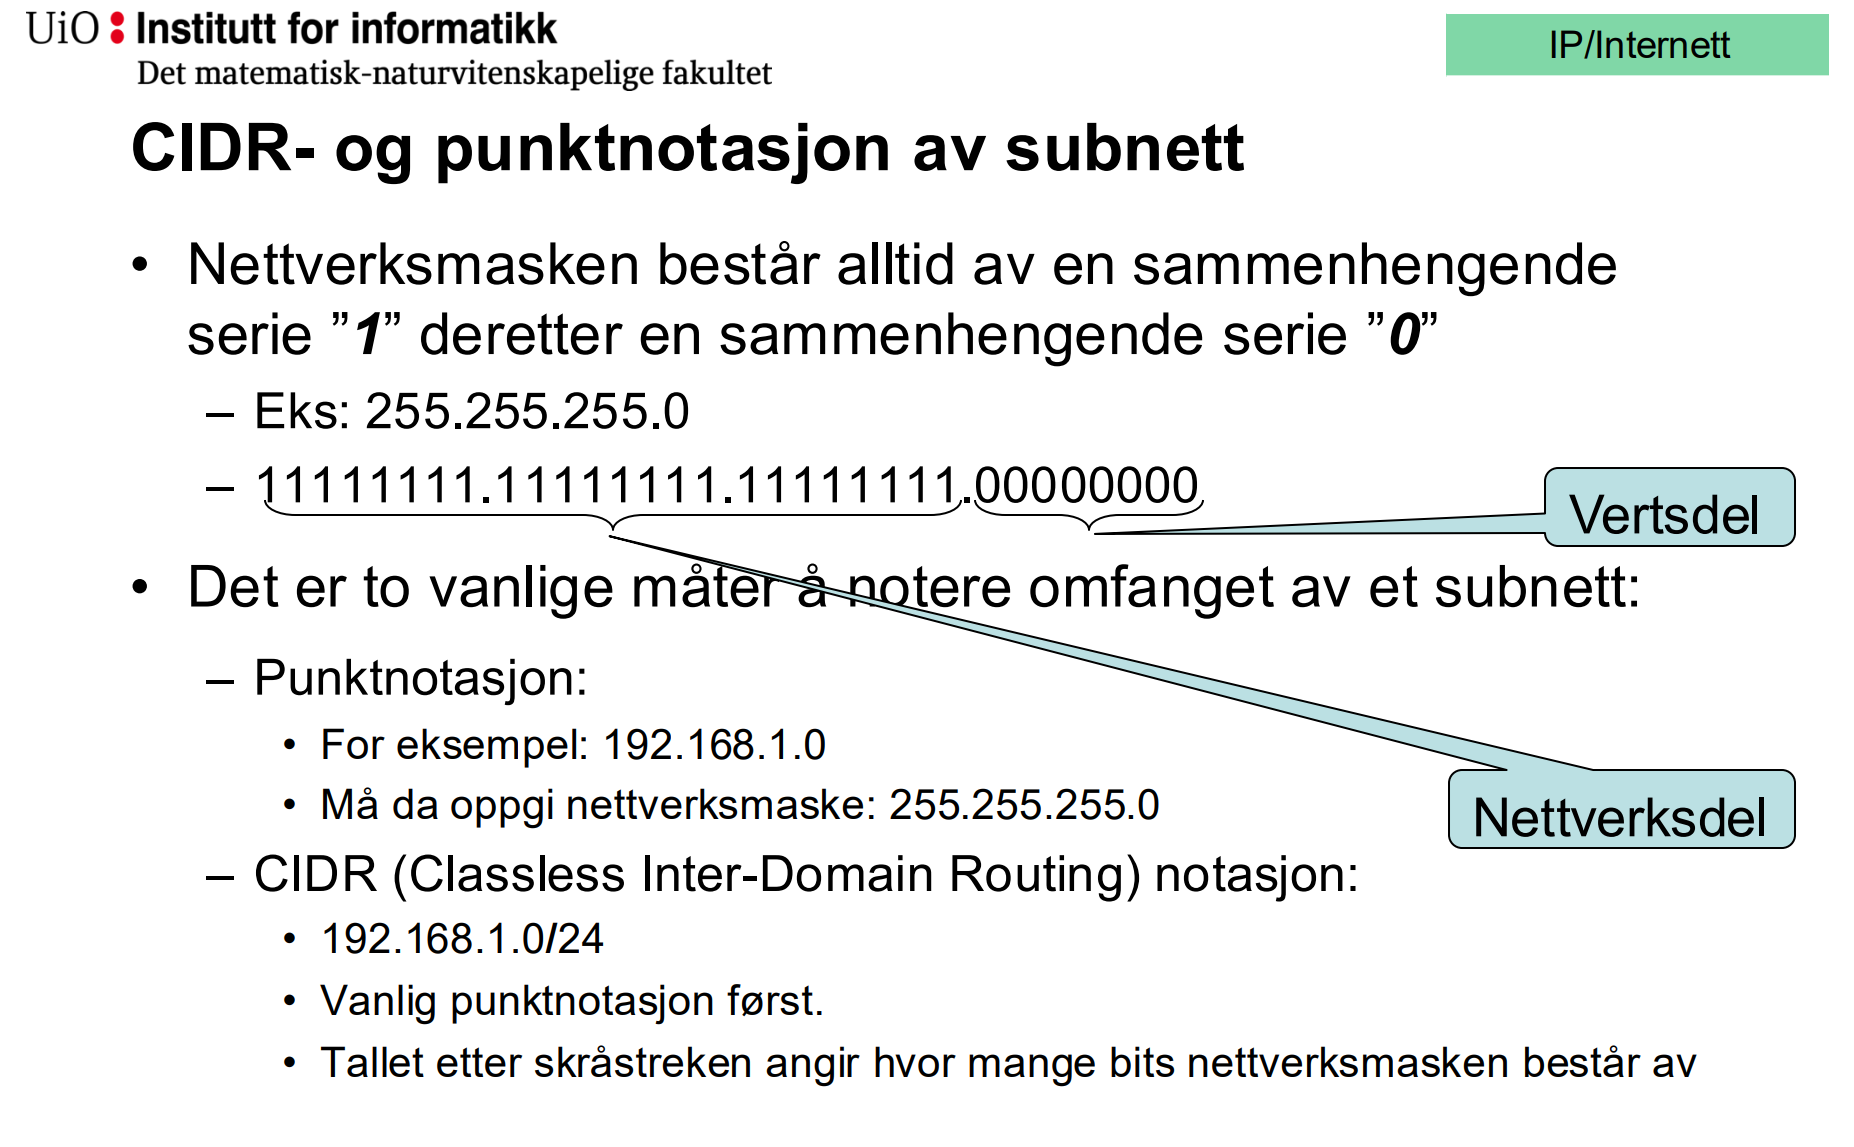 UiO Institutt for informatikk
Det matematisk-naturvitenskapelige fakultet
IP/Internett
CIDR- og punktnotasjon av subnett
• Nettverksmasken består alltid av en sammenhengende
serie ”1” deretter en sammenhengende serie ”0”
– Eks: 255.255.255.0
– 11111111.11111111.11111111.00000000
Vertsdel
• Det er to vanlige måter å notere omfanget av et subnett:
– Punktnotasjon:
• For eksempel: 192.168.1.0
• Må da oppgi nettverksmaske: 255.255.255.0
Nettverksdel
– CIDR (Classless Inter-Domain Routing) notasjon:
• 192.168.1.0/24
• Vanlig punktnotasjon først.
• Tallet etter skråstreken angir hvor mange bits nettverksmasken består av